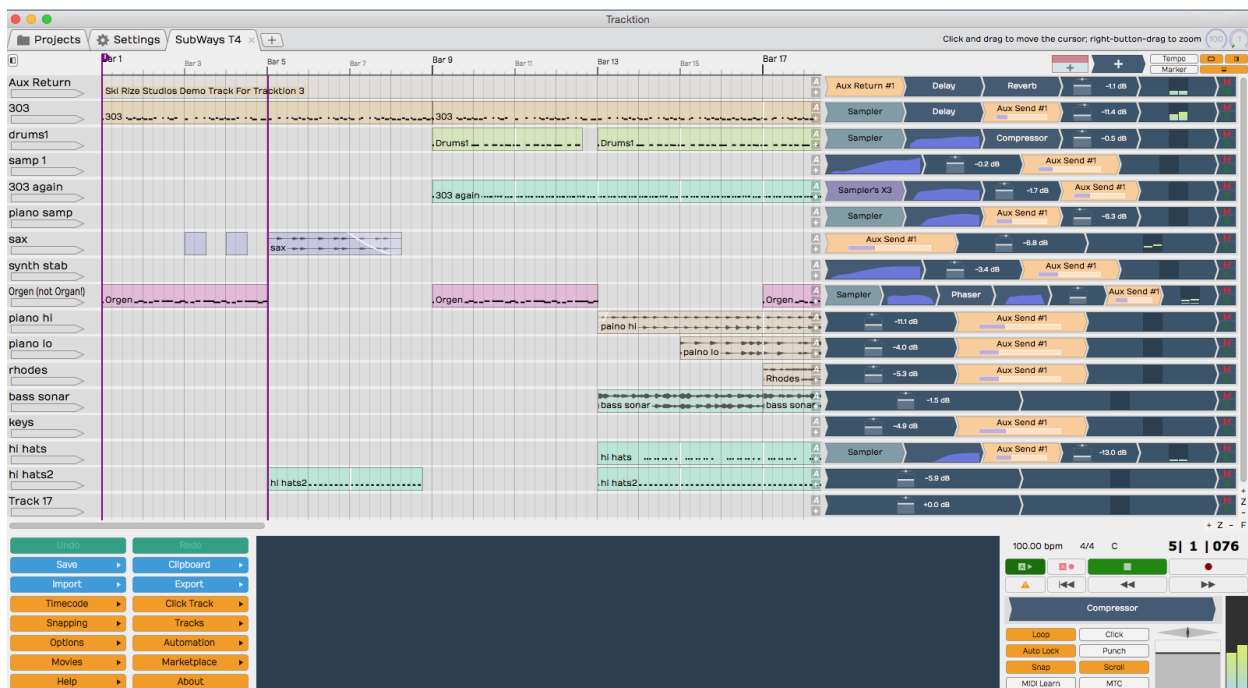 Tracktion
Projects Settings SubWays T4 × +
Click and drag to move the cursor; right-button-drag to zoom 100 1
Bar 1 Bar 3 Bar 5 Bar 7 Bar 9 Bar 11 Bar 13 Bar 15 Bar 17 + + Tempo
Marker
Aux Return Ski Rize Studios Demo Track For Tracktion 3 A Aux Return #1 Delay Reverb -1.1 dB M
303 303 303 A Sampler Delay Aux Send #1 -11.4 dB M
drums1 Drums1 Drums1 A Sampler Compressor -0.5 dB M
samp 1 A -0.2 dB Aux Send #1 M
303 again 303 again A Sampler's X3 -1.7 dB Aux Send #1 M
piano samp A Sampler Aux Send #1 -6.3 dB M
sax sax A Aux Send #1 -6.8 dB M
synth stab A -3.4 dB Aux Send #1 M
Orgen (not Organ!) Orgen Orgen Orgen A Sampler Phaser Aux Send #1 M
piano hi paino hi A -11.1 dB Aux Send #1 M
piano lo paino lo A -4.0 dB Aux Send #1 M
rhodes Rhodes A -5.3 dB Aux Send #1 M
bass sonar bass sonar bass sonar A -1.5 dB M
keys A -4.9 dB Aux Send #1 M
hi hats hi hats A Sampler Aux Send #1 -13.0 dB M
hi hats2 hi hats2 hi hats2 A -5.9 dB M
Track 17 A +0.0 dB M
+
Z
-
+ Z - F
Undo Redo
Save Clipboard
Import Export
Timecode Click Track
Snapping Tracks
Options Automation
Movies Marketplace
Help About
100.00 bpm 4/4 C 5| 1 |076
A A
Compressor
Loop Click
Auto Lock Punch
Snap Scroll
MIDI Learn MTC